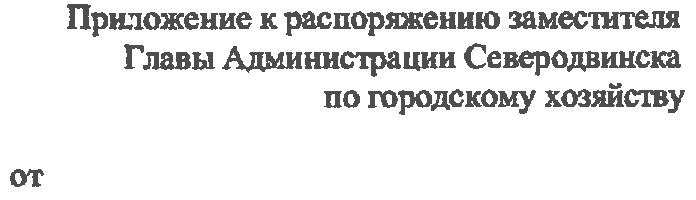 Приложение к распоряжению заместителя
Главы Администрации Северодвинска
по городскому хозяйству
от